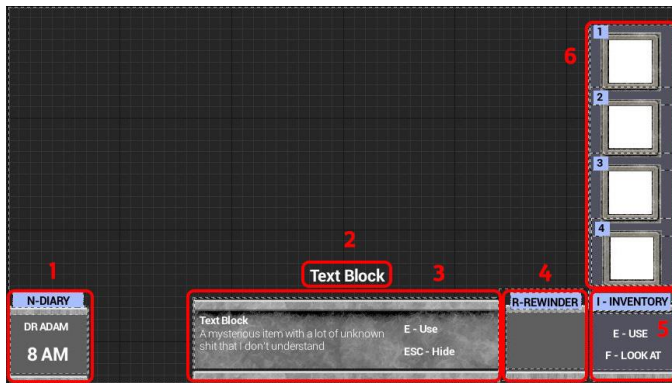 1
6
2
3
4
2
Text Block
3
4
1
N-DIARY
DR ADAM
8 AM
Text Block
A mysterious item with a lot of unknown
shit that I don't understand
E - Use
ESC - Hide
R-REWINDER
I - INVENTORY
E - USE
5
F - LOOK AT